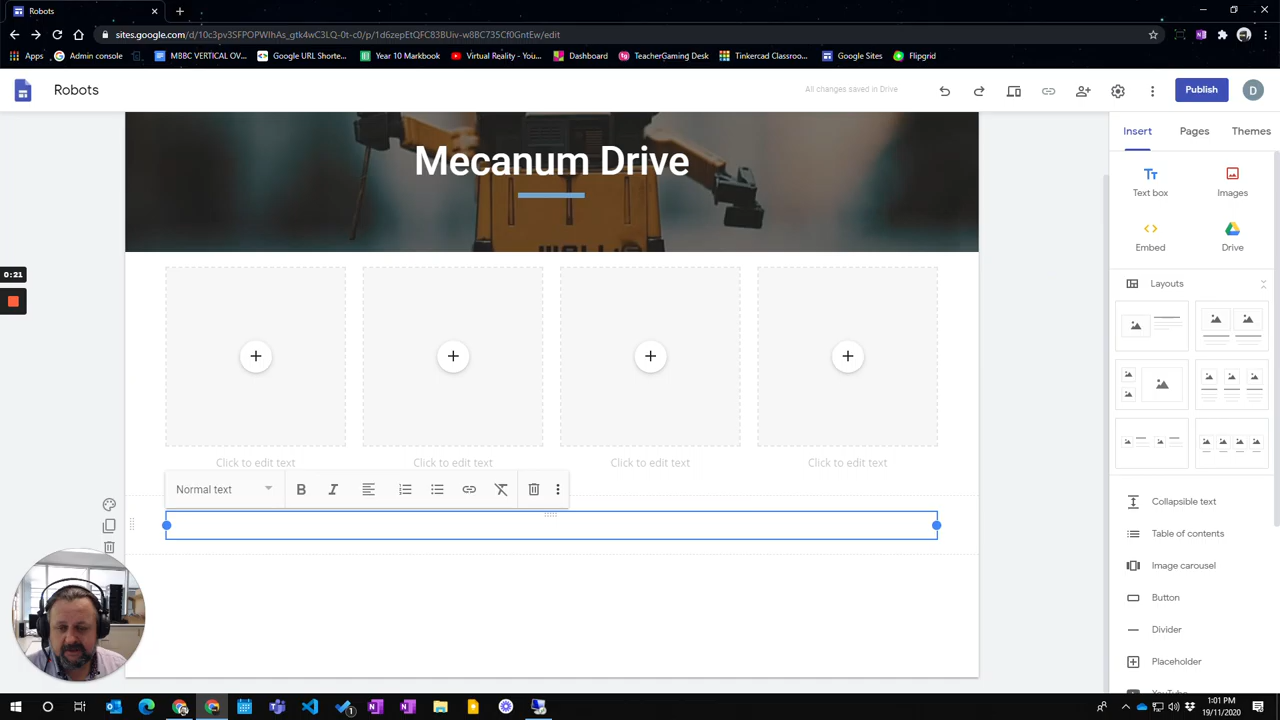 Robots
sites.google.com/d/10c3pv3SFPOPWIhAs_gtk4wC3LQ-0t-c0/p/1d6zepEtQFC83BUiv-w8BC735Cf0GntEw/edit
Apps
Admin console
MBBC VERTICAL OV...
Google URL Shorte...
Year 10 Markbook
Virtual Reality - You...
Dashboard
TeacherGaming Desk
Tinkercad Classroo...
Google Sites
Flipgrid
Robots
All changes saved in Drive
Publish
D
Insert
Pages
Themes
Mecanum Drive
Text box
Images
Embed
Drive
0:21
Layouts
Click to edit text
Click to edit text
Click to edit text
Click to edit text
Normal text
Collapsible text
Table of contents
Image carousel
Button
Divider
Placeholder
1:01 PM
19/11/2020